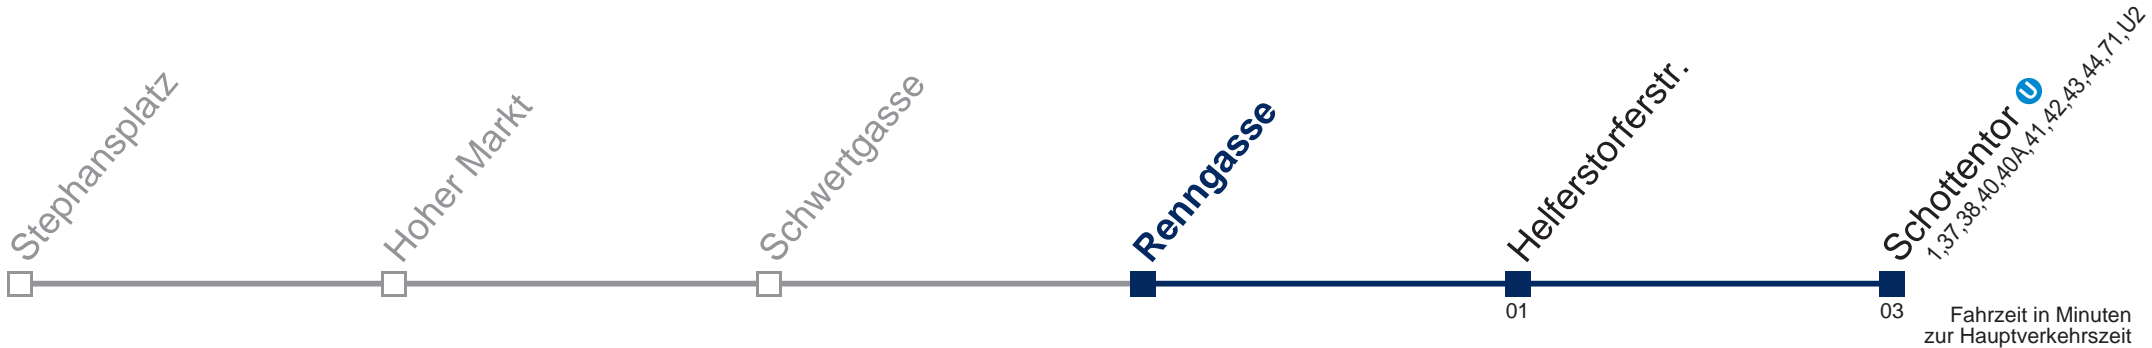 Stephansplatz
Hoher Markt
Schwertgasse
Renngasse
Helferstorferstr.
Schottentor U
1,37,38,40,40A,41,42,43,44,71,U2
01
03
Fahrzeit in Minuten
zur Hauptverkehrszeit